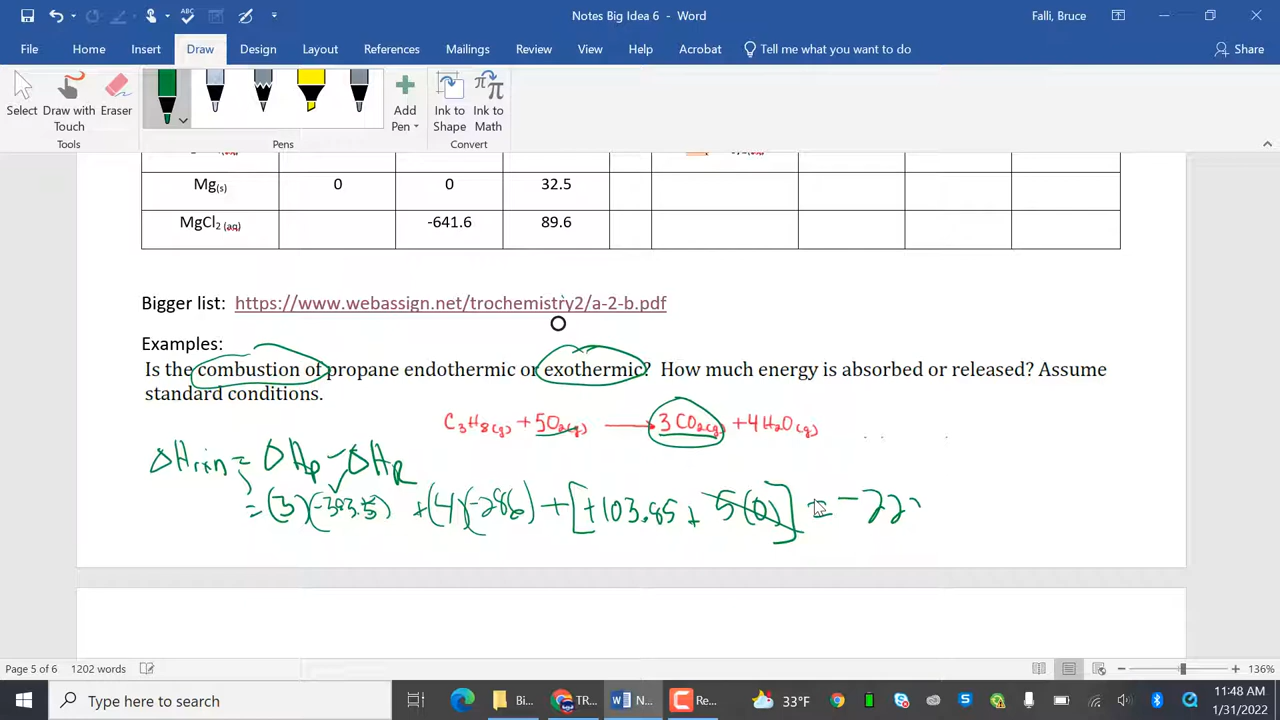 Notes Big Idea 6 - Word
Falli, Bruce
File Home Insert Draw Design Layout References Mailings Review View Help Acrobat Tell me what you want to do Share
Select Draw with Touch Eraser Add Pen Ink to Shape Ink to Math
Tools Pens Convert
Mg(s) 0 0 32.5
MgCl2 (aq) -641.6 89.6
Bigger list: https://www.webassign.net/trochemistry2/a-2-b.pdf
Examples:
Is the combustion of propane endothermic or exothermic? How much energy is absorbed or released? Assume
standard conditions.
C3H8(g) + 5O2(g) → 3CO2(g) + 4H2O(g)
ΔHrxn = ΔHP - ΔHR
= (3)(-393.5) + (4)(-286) + [+103.85 + 5(0)] = -22
Page 5 of 6 1202 words 136%
Type here to search Bi... TR... N... Re... 33°F 11:48 AM
1/31/2022